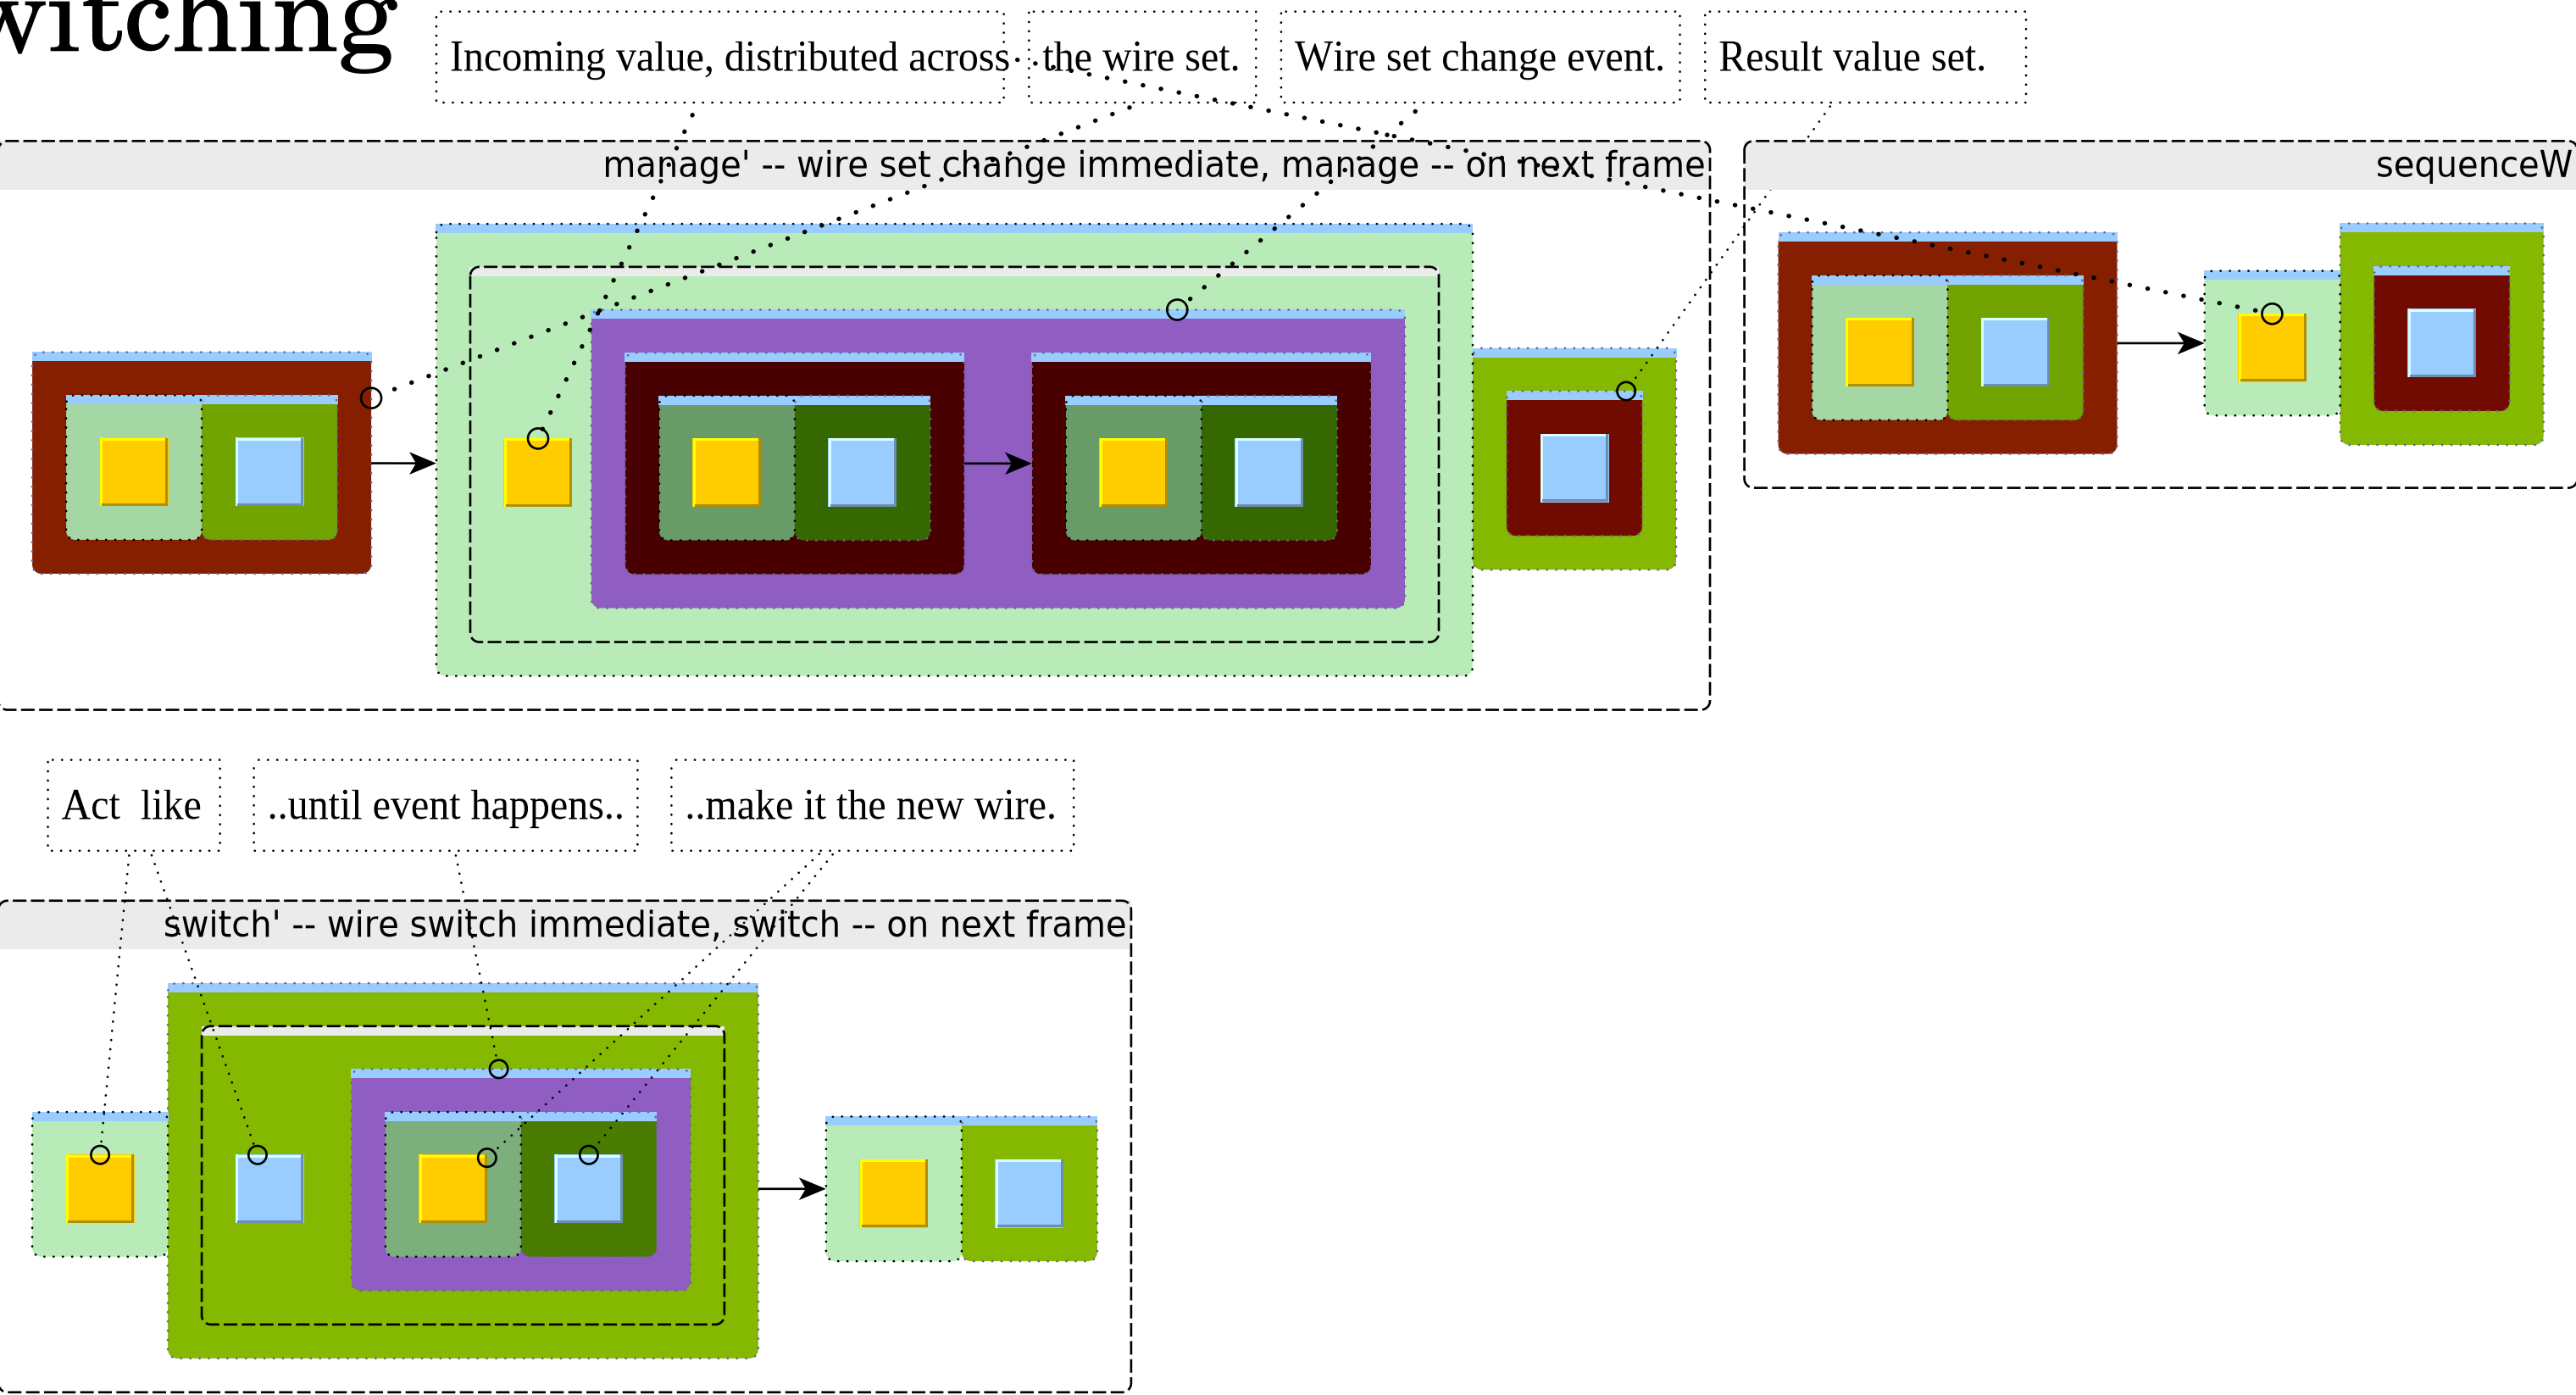 witching
Incoming value, distributed across
the wire set.
Wire set change event.
Result value set.
manage' -- wire set change immediate, manage -- on next frame
sequenceW
Act  like
..until event happens..
..make it the new wire.
switch' -- wire switch immediate, switch -- on next frame